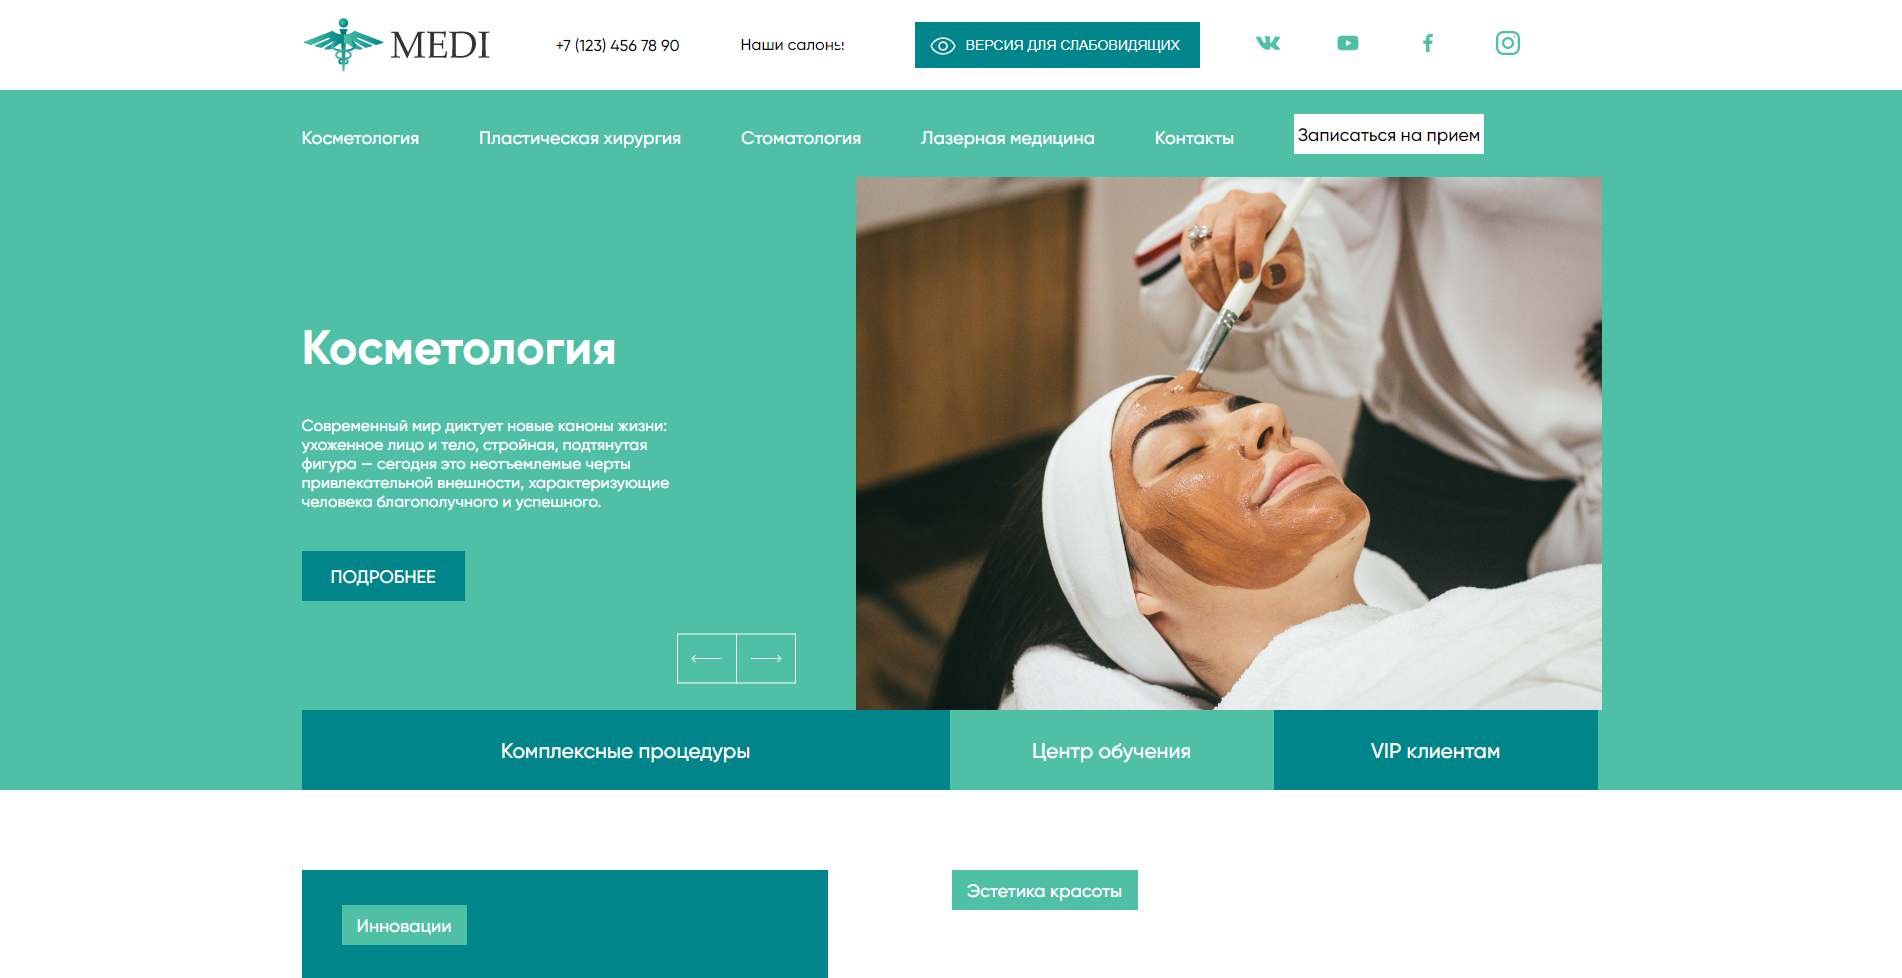 MEDI
+7 (123) 456 78 90
Наши салоны
ВЕРСИЯ ДЛЯ СЛАБОВИДЯЩИХ
Косметология
Пластическая хирургия
Стоматология
Лазерная медицина
Контакты
Записаться на прием
Косметология
Современный мир диктует новые каноны жизни:
ухоженное лицо и тело, стройная, подтянутая
фигура — сегодня это неотъемлемые черты
привлекательной внешности, характеризующие
человека благополучного и успешного.
ПОДРОБНЕЕ
Комплексные процедуры
Центр обучения
VIP клиентам
Инновации
Эстетика красоты